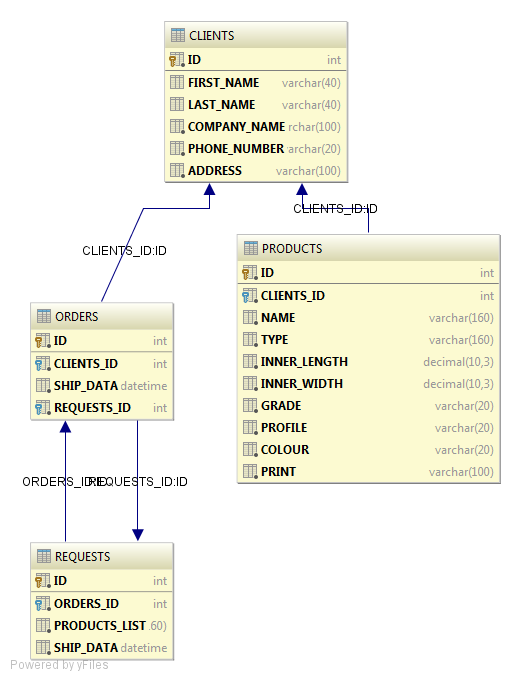 CLIENTS
ID int
FIRST_NAME varchar(40)
LAST_NAME varchar(40)
COMPANY_NAME rchar(100)
PHONE_NUMBER archar(20)
ADDRESS varchar(100)
CLIENTS_ID:ID
CLIENTS_ID:ID
PRODUCTS
ID int
CLIENTS_ID int
NAME varchar(160)
TYPE varchar(160)
INNER_LENGTH decimal(10,3)
INNER_WIDTH decimal(10,3)
GRADE varchar(20)
PROFILE varchar(20)
COLOUR varchar(20)
PRINT varchar(100)
ORDERS
ID int
CLIENTS_ID int
SHIP_DATA datetime
REQUESTS_ID int
ORDERS_ID:ID
REQUESTS_ID:ID
REQUESTS
ID int
ORDERS_ID int
PRODUCTS_LIST 60)
SHIP_DATA datetime
Powered by yFiles